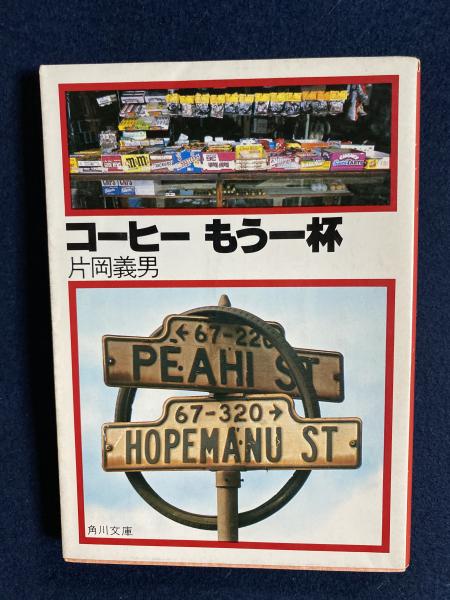 m&m's
コーヒー もう一杯
片岡義男
←67-220
PEAHI ST
67-320→
HOPEMANU ST
角川文庫